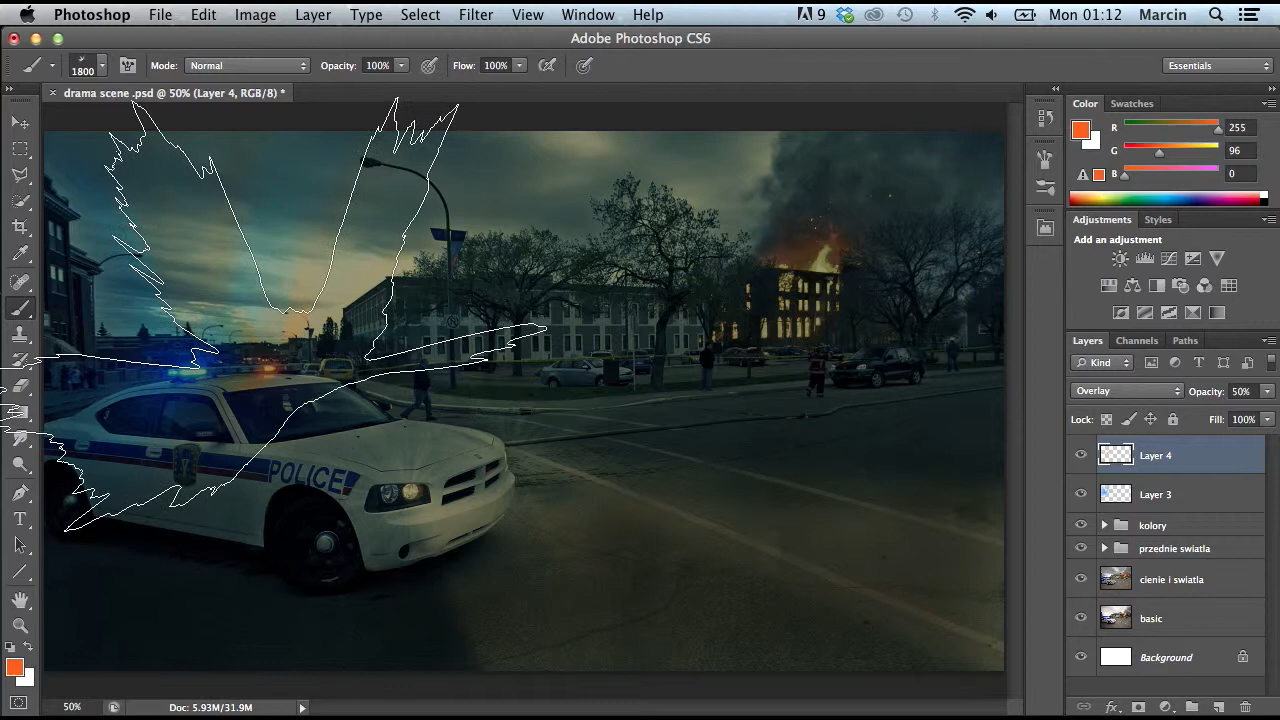 Photoshop File Edit Image Layer Type Select Filter View Window Help 9 Mon 01:12 Marcin
Adobe Photoshop CS6
1800 Mode: Normal Opacity: 100% Flow: 100% Essentials
× drama scene .psd @ 50% (Layer 4, RGB/8) *
Color Swatches
R 255
G 96
B 0
Adjustments Styles
Add an adjustment
Layers Channels Paths
Kind
Overlay Opacity: 50%
Lock: Fill: 100%
Layer 4
Layer 3
kolory
przednie swiatla
cienie i swiatla
basic
Background
POLICE
50% Doc: 5.93M/31.9M